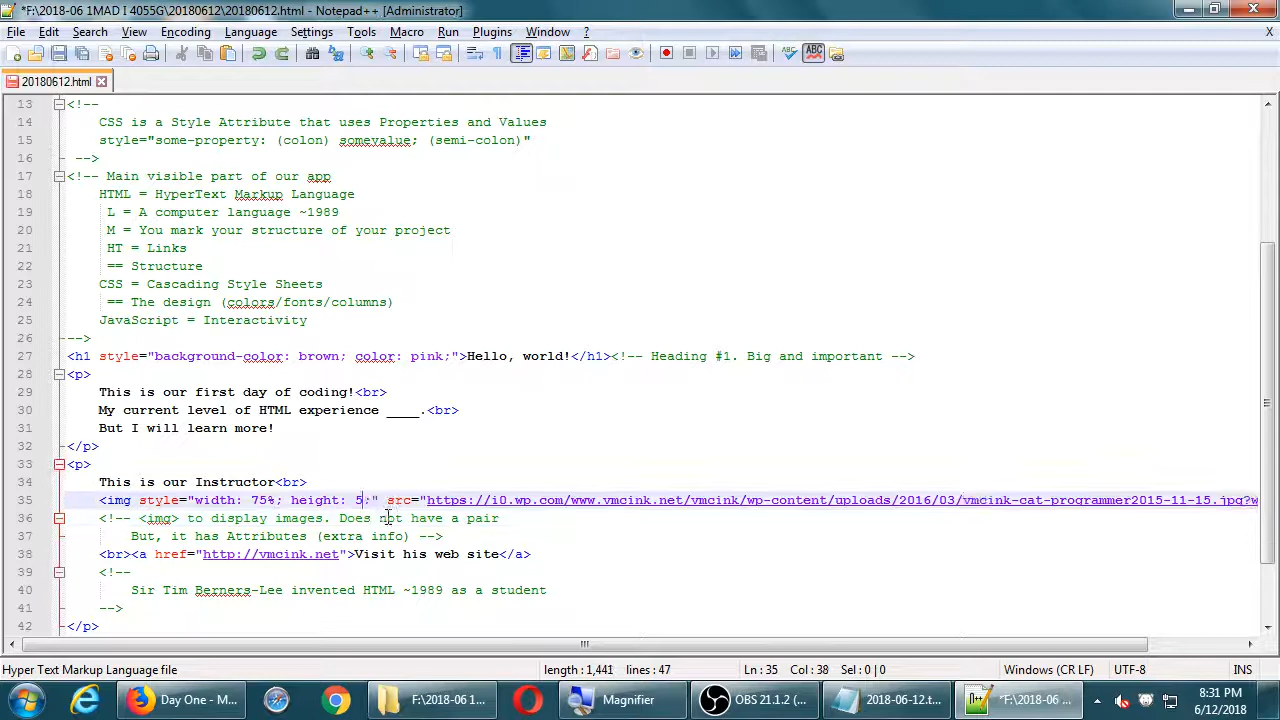 *F:\2018-06 1MAD I 4055G\20180612\20180612.html - Notepad++ [Administrator]
File Edit Search View Encoding Language Settings Tools Macro Run Plugins Window ? X
20180612.html
13 <!--
14 CSS is a Style Attribute that uses Properties and Values
15 style="some-property: (colon) somevalue; (semi-colon)"
16 -->
17 <!-- Main visible part of our app
18 HTML = HyperText Markup Language
19 L = A computer language ~1989
20 M = You mark your structure of your project
21 HT = Links
22 == Structure
23 CSS = Cascading Style Sheets
24 == The design (colors/fonts/columns)
25 JavaScript = Interactivity
26 -->
27 <h1 style="background-color: brown; color: pink;">Hello, world!</h1><!-- Heading #1. Big and important -->
28 <p>
29 This is our first day of coding!<br>
30 My current level of HTML experience ____.<br>
31 But I will learn more!
32 </p>
33 <p>
34 This is our Instructor<br>
35 <img style="width: 75%; height: 5;" src="https://i0.wp.com/www.vmcink.net/vmcink/wp-content/uploads/2016/03/vmcink-cat-programmer2015-11-15.jpg?w
36 <!-- <img> to display images. Does not have a pair
37 But, it has Attributes (extra info) -->
38 <br><a href="http://vmcink.net">Visit his web site</a>
39 <!--
40 Sir Tim Berners-Lee invented HTML ~1989 as a student
41 -->
42 </p>
Hyper Text Markup Language file length : 1,441 lines : 47 Ln : 35 Col : 38 Sel : 0 | 0 Windows (CR LF) UTF-8 INS
Day One - M... F:\2018-06 1... Magnifier OBS 21.1.2 (... 2018-06-12.t... *F:\2018-06 ... 8:31 PM
6/12/2018